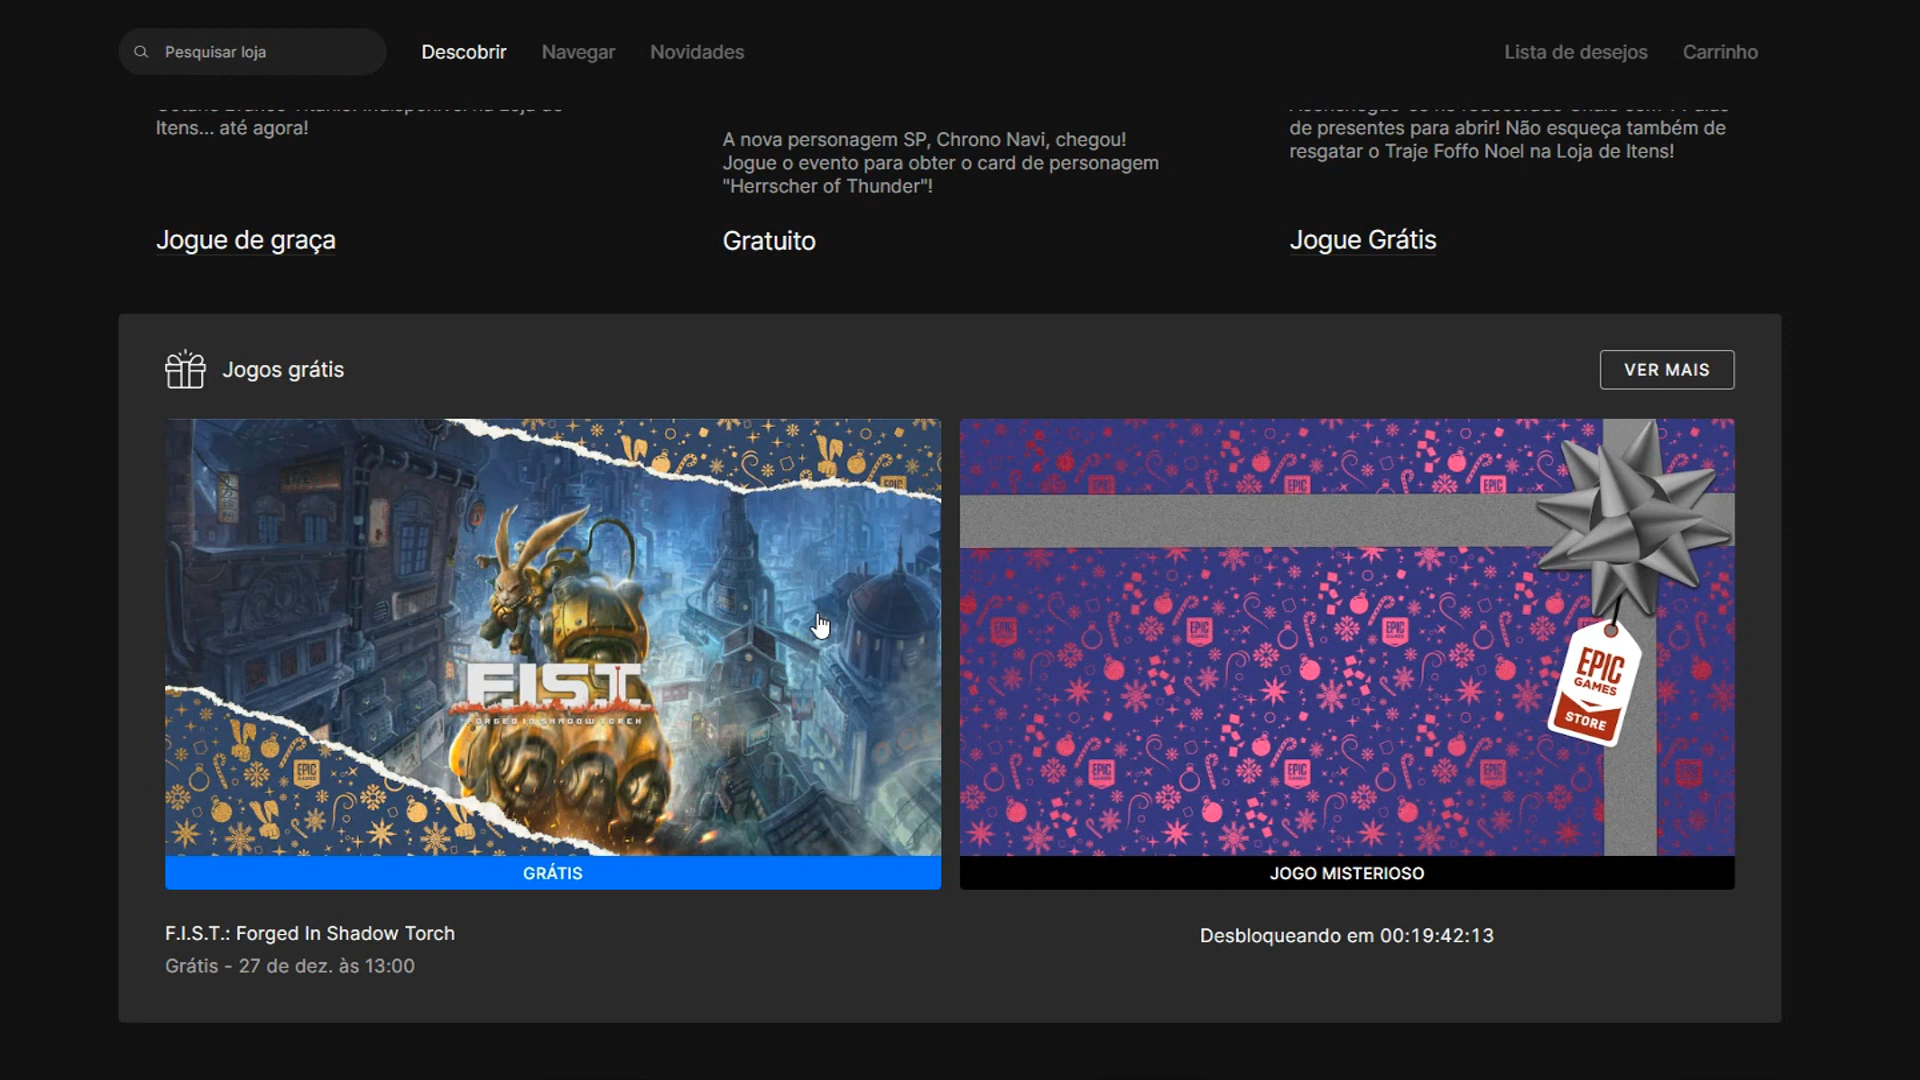 Pesquisar loja
Descobrir
Navegar
Novidades
Lista de desejos
Carrinho
Itens... até agora!
A nova personagem SP, Chrono Navi, chegou!
Jogue o evento para obter o card de personagem
"Herrscher of Thunder"!
de presentes para abrir! Não esqueça também de
resgatar o Traje Foffo Noel na Loja de Itens!
Jogue de graça
Gratuito
Jogue Grátis
Jogos grátis
VER MAIS
F.I.S.T.
FORGED IN SHADOW TORCH
EPIC
GAMES
STORE
GRÁTIS
JOGO MISTERIOSO
F.I.S.T.: Forged In Shadow Torch
Grátis - 27 de dez. às 13:00
Desbloqueando em 00:19:42:13